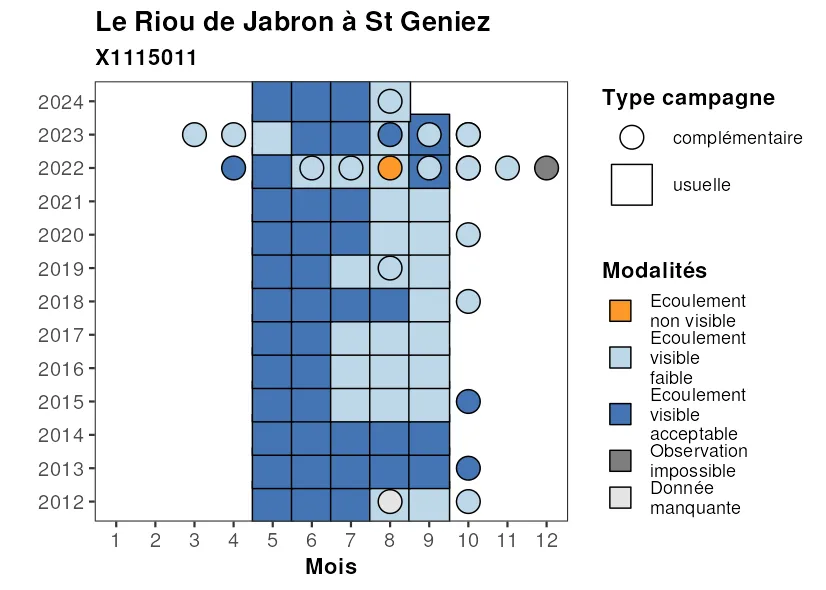 Le Riou de Jabron à St Geniez
X1115011
2024
2023
2022
2021
2020
2019
2018
2017
2016
2015
2014
2013
2012
1 2 3 4 5 6 7 8 9 10 11 12
Mois
Type campagne
complémentaire
usuelle
Modalités
Ecoulement
non visible
Ecoulement
visible
faible
Ecoulement
visible
acceptable
Observation
impossible
Donnée
manquante